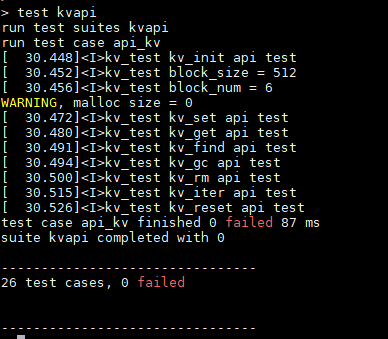 > test kvapi
run test suites kvapi
run test case api_kv
[  30.448]<I>kv_test kv_init api test
[  30.452]<I>kv_test block_size = 512
[  30.456]<I>kv_test block_num = 6
WARNING, malloc size = 0
[  30.472]<I>kv_test kv_set api test
[  30.480]<I>kv_test kv_get api test
[  30.491]<I>kv_test kv_find api test
[  30.494]<I>kv_test kv_gc api test
[  30.500]<I>kv_test kv_rm api test
[  30.515]<I>kv_test kv_iter api test
[  30.526]<I>kv_test kv_reset api test
test case api_kv finished 0 failed 87 ms
suite kvapi completed with 0
--------------------------------
26 test cases, 0 failed
--------------------------------